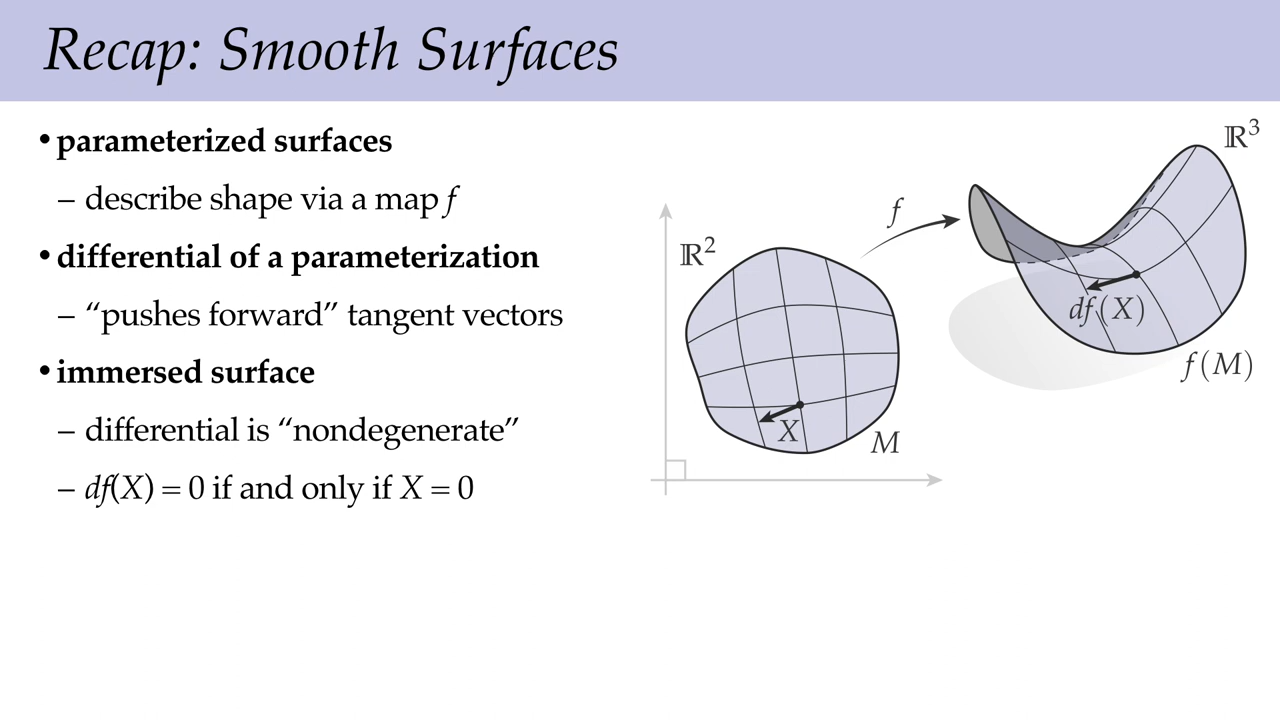 Recap: Smooth Surfaces
• parameterized surfaces
– describe shape via a map f
• differential of a parameterization
– “pushes forward” tangent vectors
• immersed surface
– differential is “nondegenerate”
– df(X) = 0 if and only if X = 0
ℝ²
X
M
f
ℝ³
df(X)
f(M)